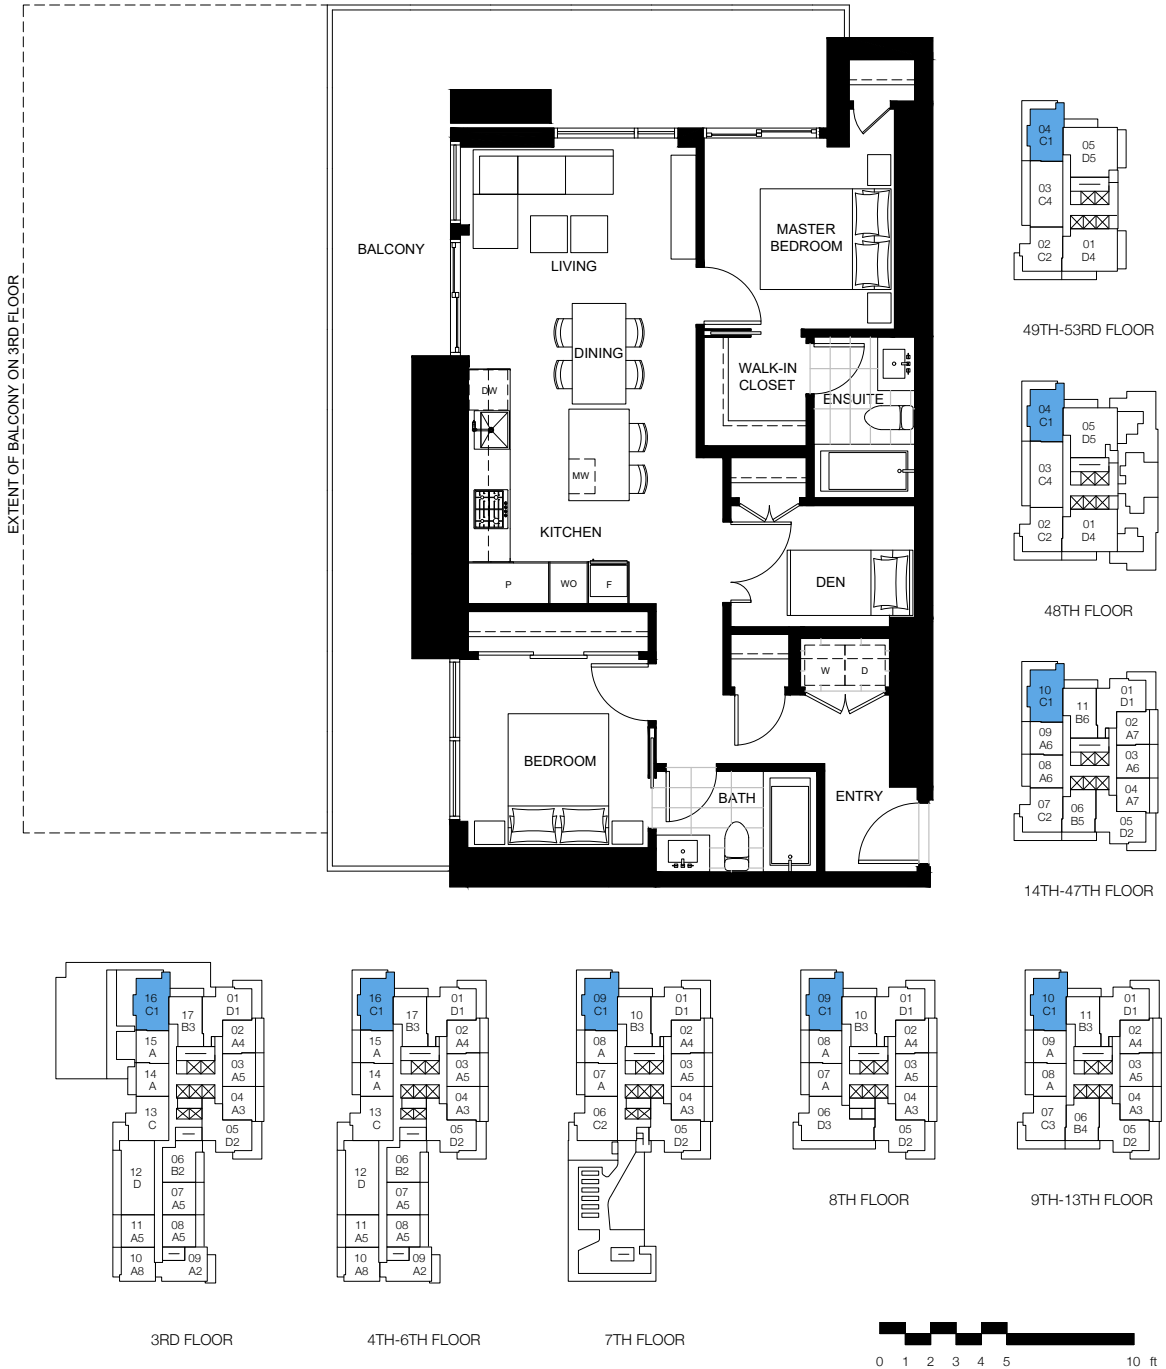 EXTENT OF BALCONY ON 3RD FLOOR
BALCONY
LIVING
MASTER
BEDROOM
DINING
WALK-IN
CLOSET
ENSUITE
DW
MW
KITCHEN
P
WO
F
DEN
W
D
BEDROOM
BATH
ENTRY
04
C1
05
D5
03
C4
02
C2
01
D4
49TH-53RD FLOOR
04
C1
05
D5
03
C4
02
C2
01
D4
48TH FLOOR
10
C1
11
B6
01
D1
09
A6
02
A7
08
A6
03
A6
07
C2
06
B5
04
A7
05
D2
14TH-47TH FLOOR
16
C1
17
B3
01
D1
15
A
02
A4
14
A
03
A5
13
C
04
A3
05
D2
12
D
06
B2
07
A5
11
A5
08
A5
10
A8
09
A2
3RD FLOOR
16
C1
17
B3
01
D1
15
A
02
A4
14
A
03
A5
13
C
04
A3
05
D2
12
D
06
B2
07
A5
11
A5
08
A5
10
A8
09
A2
4TH-6TH FLOOR
09
C1
10
B3
01
D1
08
A
02
A4
07
A
03
A5
06
C2
04
A3
05
D2
7TH FLOOR
09
C1
10
B3
01
D1
08
A
02
A4
07
A
03
A5
06
D3
04
A3
05
D2
8TH FLOOR
10
C1
11
B3
01
D1
09
A
02
A4
08
A
03
A5
07
C3
06
B4
04
A3
05
D2
9TH-13TH FLOOR
0 1 2 3 4 5 10 ft